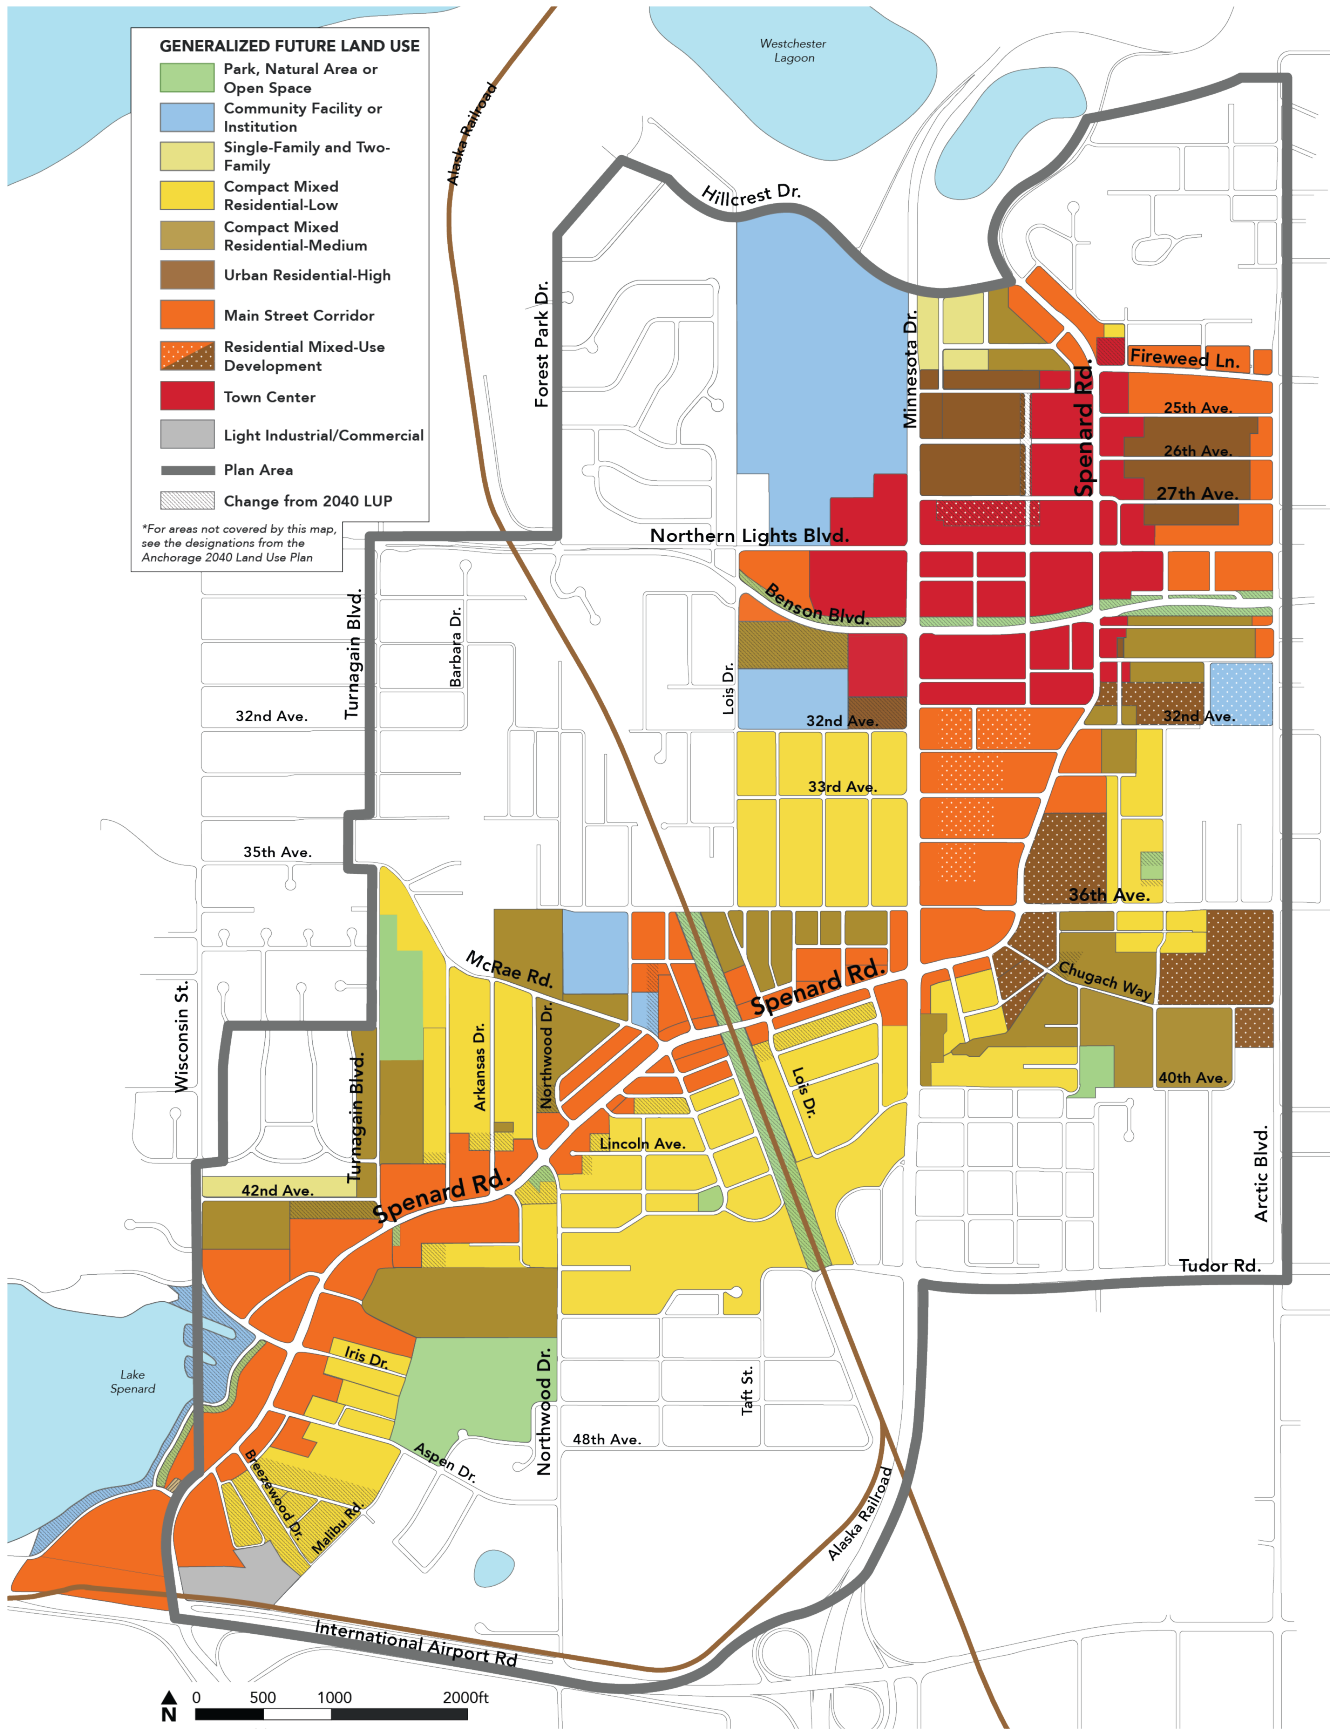 GENERALIZED FUTURE LAND USE
Park, Natural Area or
Open Space
Community Facility or
Institution
Single-Family and Two-
Family
Compact Mixed
Residential-Low
Compact Mixed
Residential-Medium
Urban Residential-High
Main Street Corridor
Residential Mixed-Use
Development
Town Center
Light Industrial/Commercial
Plan Area
Change from 2040 LUP
*For areas not covered by this map,
see the designations from the
Anchorage 2040 Land Use Plan
Alaska Railroad
Westchester
Lagoon
Hillcrest Dr.
Forest Park Dr.
Minnesota Dr.
Spenard Rd.
Fireweed Ln.
25th Ave.
26th Ave.
27th Ave.
Northern Lights Blvd.
Benson Blvd.
Turnagain Blvd.
Barbara Dr.
Lois Dr.
32nd Ave.
32nd Ave.
32nd Ave.
33rd Ave.
35th Ave.
36th Ave.
McRae Rd.
Spenard Rd.
Chugach Way
Wisconsin St.
Turnagain Blvd.
Arkansas Dr.
Northwood Dr.
Lois Dr.
40th Ave.
Lincoln Ave.
Arctic Blvd.
42nd Ave.
Spenard Rd.
Tudor Rd.
Lake
Spenard
Iris Dr.
Northwood Dr.
Taft St.
48th Ave.
Aspen Dr.
Breezewood Dr.
Malibu Rd.
Alaska Railroad
International Airport Rd
N
0 500 1000 2000ft